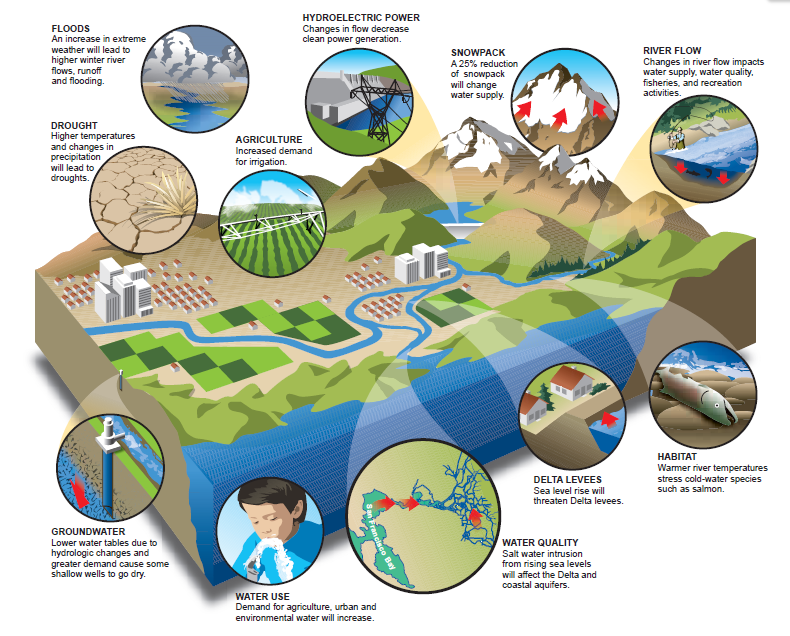 FLOODS
An increase in extreme
weather will lead to
higher winter river
flows, runoff
and flooding.
HYDROELECTRIC POWER
Changes in flow decrease
clean power generation.
SNOWPACK
A 25% reduction
of snowpack
will change
water supply.
RIVER FLOW
Changes in river flow impacts
water supply, water quality,
fisheries, and recreation
activities.
DROUGHT
Higher temperatures
and changes in
precipitation
will lead to
droughts.
AGRICULTURE
Increased demand
for irrigation.
GROUNDWATER
Lower water tables due to
hydrologic changes and
greater demand cause some
shallow wells to go dry.
WATER USE
Demand for agriculture, urban and
environmental water will increase.
San Francisco Bay
WATER QUALITY
Salt water intrusion
from rising sea levels
will affect the Delta and
coastal aquifers.
DELTA LEVEES
Sea level rise will
threaten Delta levees.
HABITAT
Warmer river temperatures
stress cold-water species
such as salmon.